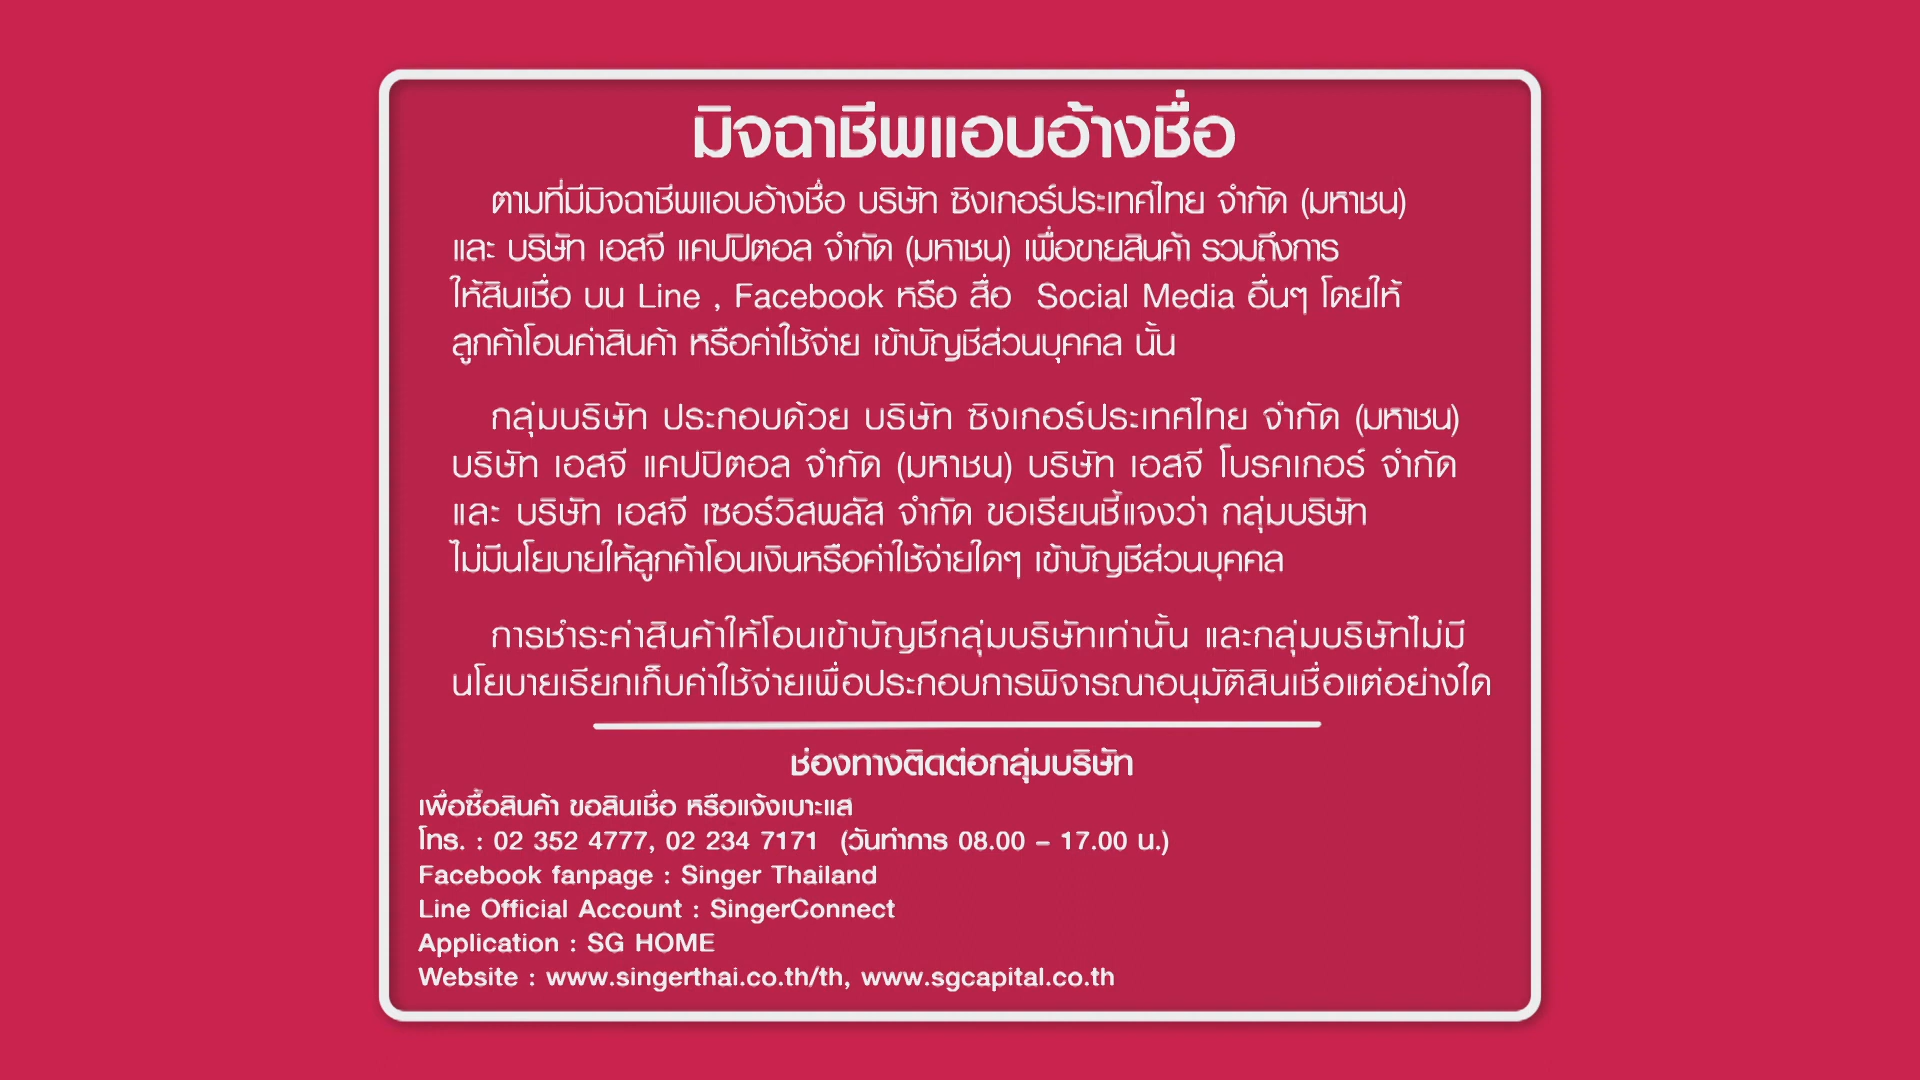 มิจฉาชีพแอบอ้างชื่อ
ตามที่มีมิจฉาชีพแอบอ้างชื่อ บริษัท ซิงเกอร์ประเทศไทย จำกัด (มหาชน)
และ บริษัท เอสจี แคปปิตอล จำกัด (มหาชน) เพื่อขายสินค้า รวมถึงการ
ให้สินเชื่อ บน Line , Facebook หรือ สื่อ Social Media อื่นๆ โดยให้
ลูกค้าโอนค่าสินค้า หรือค่าใช้จ่าย เข้าบัญชีส่วนบุคคล นั้น
กลุ่มบริษัท ประกอบด้วย บริษัท ซิงเกอร์ประเทศไทย จำกัด (มหาชน)
บริษัท เอสจี แคปปิตอล จำกัด (มหาชน) บริษัท เอสจี โบรคเกอร์ จำกัด
และ บริษัท เอสจี เซอร์วิสพลัส จำกัด ขอเรียนชี้แจงว่า กลุ่มบริษัท
ไม่มีนโยบายให้ลูกค้าโอนเงินหรือค่าใช้จ่ายใดๆ เข้าบัญชีส่วนบุคคล
การชำระค่าสินค้าให้โอนเข้าบัญชีกลุ่มบริษัทเท่านั้น และกลุ่มบริษัทไม่มี
นโยบายเรียกเก็บค่าใช้จ่ายเพื่อประกอบการพิจารณาอนุมัติสินเชื่อแต่อย่างใด
ช่องทางติดต่อกลุ่มบริษัท
เพื่อซื้อสินค้า ขอสินเชื่อ หรือแจ้งเบาะแส
โทร. : 02 352 4777, 02 234 7171 (วันทำการ 08.00 – 17.00 น.)
Facebook fanpage : Singer Thailand
Line Official Account : SingerConnect
Application : SG HOME
Website : www.singerthai.co.th/th, www.sgcapital.co.th